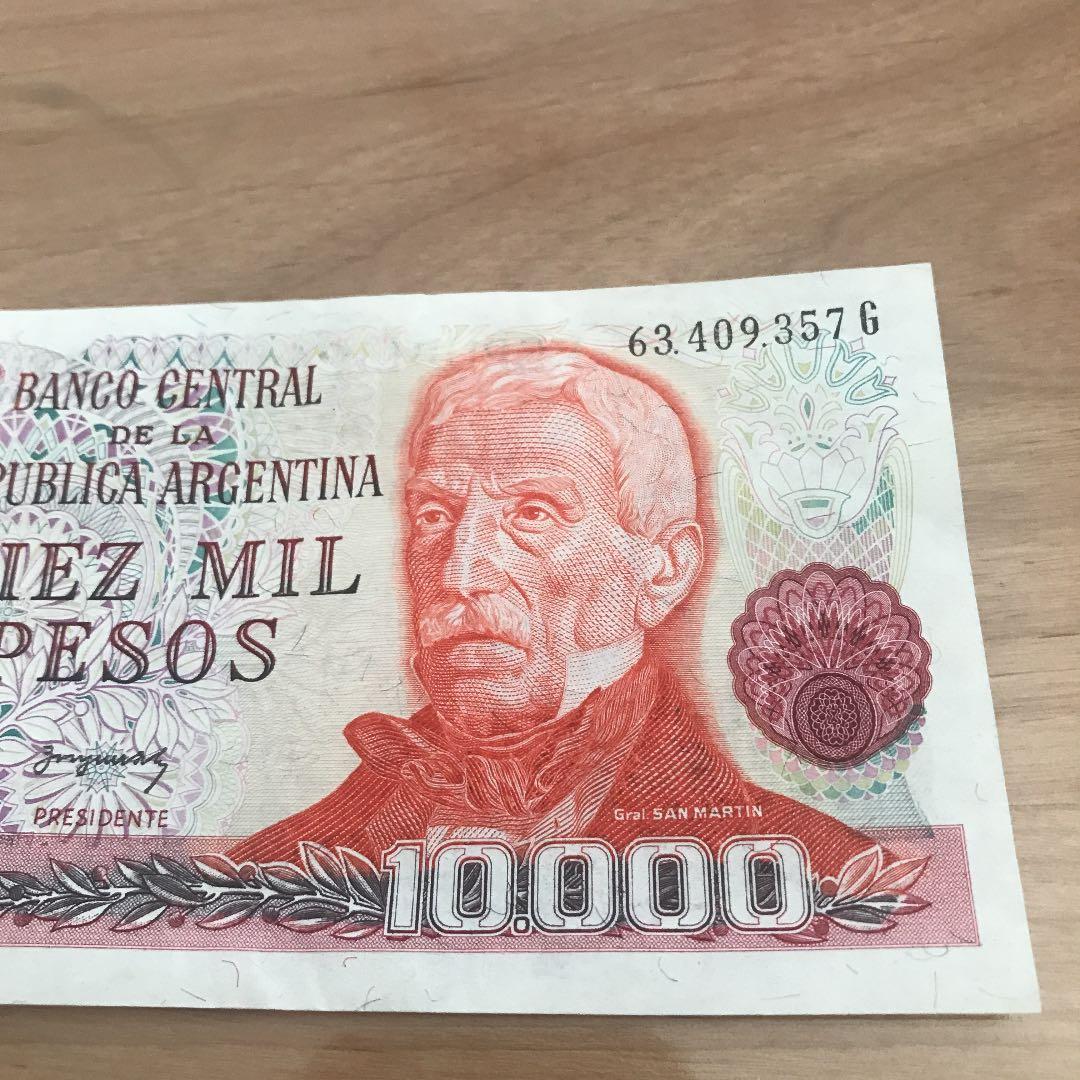 63.409.357 G
BANCO CENTRAL
DE LA
PUBLICA ARGENTINA
IEZ MIL
PESOS
PRESIDENTE
Gral. SAN MARTIN
10.000